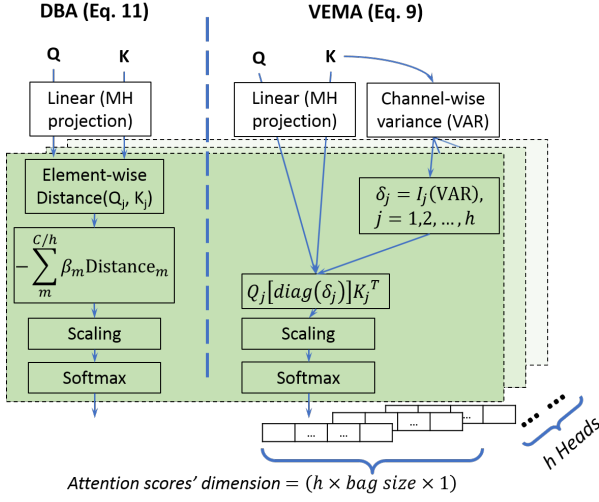 DBA (Eq. 11)
Q
K
Linear (MH
projection)
Element-wise
Distance(Qⱼ, Kⱼ)
−∑_m^{C/h} βₘDistanceₘ
Scaling
Softmax
VEMA (Eq. 9)
Q
K
Linear (MH
projection)
Channel-wise
variance (VAR)
δⱼ = Iⱼ(VAR),
j = 1,2, …, h
Qⱼ[diag(δⱼ)]Kⱼᵀ
Scaling
Softmax
... ...
... ...
...
h Heads
Attention scores' dimension = (h × bag size × 1)